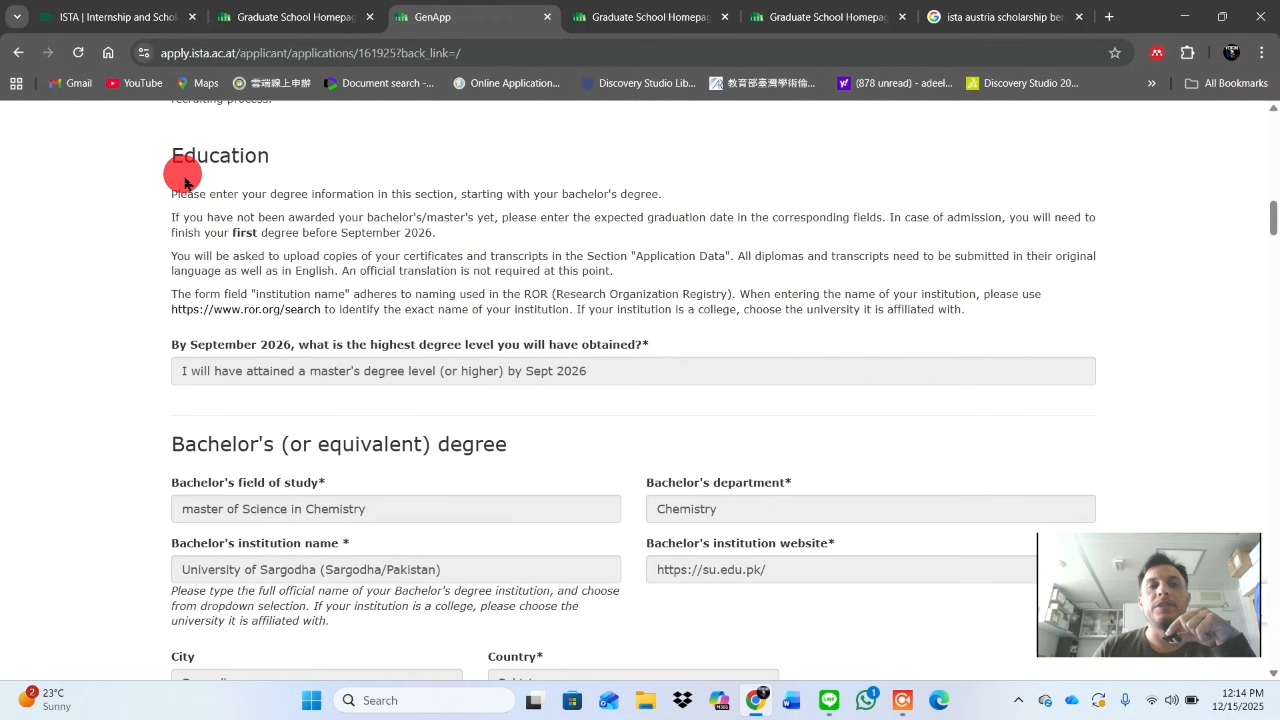 ISTA | Internship and Schol
Graduate School Homepag
GenApp
Graduate School Homepag
Graduate School Homepag
ista austria scholarship ber
apply.ista.ac.at/applicant/applications/161925?back_link=/
Gmail
YouTube
Maps
雲端線上申辦
Document search -...
Online Application...
Discovery Studio Lib...
教育部臺灣學術倫...
(878 unread) - adeel...
Discovery Studio 20...
All Bookmarks
recruiting process.
Education
Please enter your degree information in this section, starting with your bachelor's degree.
If you have not been awarded your bachelor's/master's yet, please enter the expected graduation date in the corresponding fields. In case of admission, you will need to
finish your first degree before September 2026.
You will be asked to upload copies of your certificates and transcripts in the Section "Application Data". All diplomas and transcripts need to be submitted in their original
language as well as in English. An official translation is not required at this point.
The form field "institution name" adheres to naming used in the ROR (Research Organization Registry). When entering the name of your institution, please use
https://www.ror.org/search to identify the exact name of your institution. If your institution is a college, choose the university it is affiliated with.
By September 2026, what is the highest degree level you will have obtained?*
I will have attained a master's degree level (or higher) by Sept 2026
Bachelor's (or equivalent) degree
Bachelor's field of study*
Bachelor's department*
master of Science in Chemistry
Chemistry
Bachelor's institution name *
Bachelor's institution website*
University of Sargodha (Sargodha/Pakistan)
https://su.edu.pk/
Please type the full official name of your Bachelor's degree institution, and choose
from dropdown selection. If your institution is a college, please choose the
university it is affiliated with.
City
Country*
2
23°C
Sunny
Search
1
12:14 PM
12/15/2025